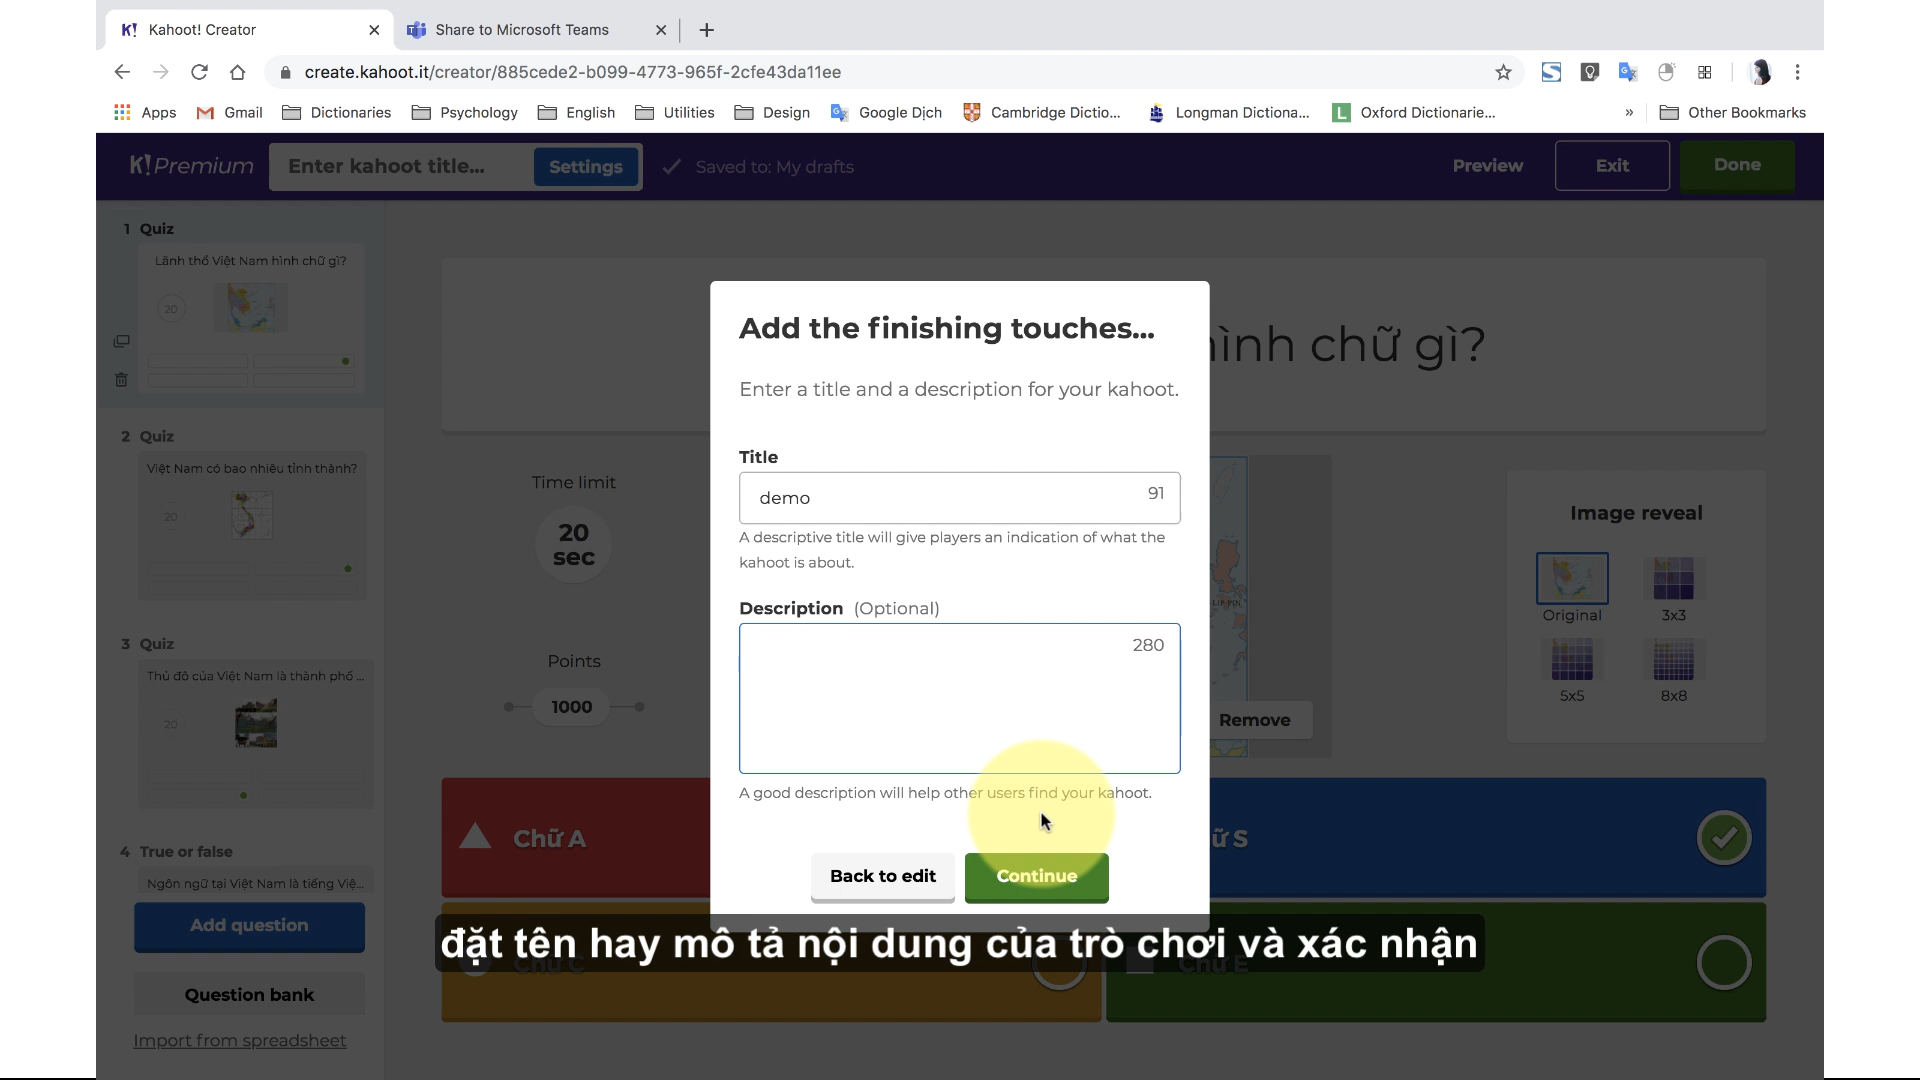 Kahoot! Creator
Share to Microsoft Teams
create.kahoot.it/creator/885cede2-b099-4773-965f-2cfe43da11ee
Apps
Gmail
Dictionaries
Psychology
English
Utilities
Design
Google Dịch
Cambridge Dictio...
Longman Dictiona...
Oxford Dictionarie...
»
Other Bookmarks
K!Premium
Enter kahoot title...
Settings
Saved to: My drafts
Preview
Exit
Done
1 Quiz
Lãnh thổ Việt Nam hình chữ gì?
20
2 Quiz
Việt Nam có bao nhiêu tỉnh thành?
20
3 Quiz
Thủ đô của Việt Nam là thành phố ...
20
4 True or false
Ngôn ngữ tại Việt Nam là tiếng Việ...
Add question
Question bank
Import from spreadsheet
hình chữ gì?
Time limit
20
sec
Points
1000
Add the finishing touches...
Enter a title and a description for your kahoot.
Title
demo
91
A descriptive title will give players an indication of what the
kahoot is about.
Description (Optional)
280
A good description will help other users find your kahoot.
Back to edit
Continue
Remove
Image reveal
Original
3x3
5x5
8x8
Chữ A
ữ S
Chữ C
Chữ E
đặt tên hay mô tả nội dung của trò chơi và xác nhận